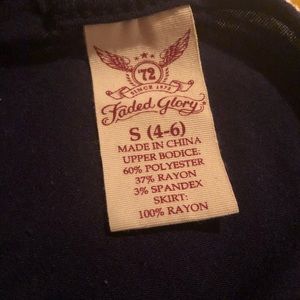 '72
SINCE 1972
Faded Glory
S (4-6)
MADE IN CHINA
UPPER BODICE:
60% POLYESTER
37% RAYON
3% SPANDEX
SKIRT:
100% RAYON